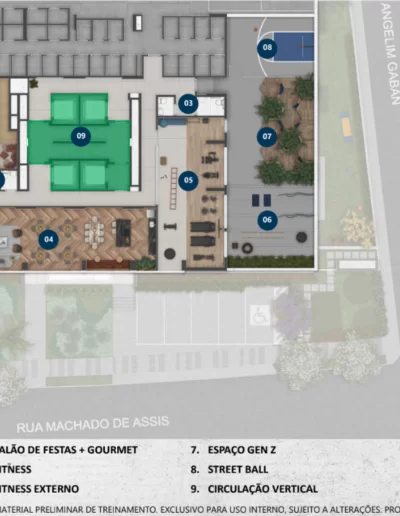 ANGELIM GABAN
08
03
09
07
05
06
04
RUA MACHADO DE ASSIS
ALÃO DE FESTAS + GOURMET
ITNESS
ITNESS EXTERNO
7. ESPAÇO GEN Z
8. STREET BALL
9. CIRCULAÇÃO VERTICAL
MATERIAL PRELIMINAR DE TREINAMENTO. EXCLUSIVO PARA USO INTERNO, SUJEITO A ALTERAÇÕES. PRO